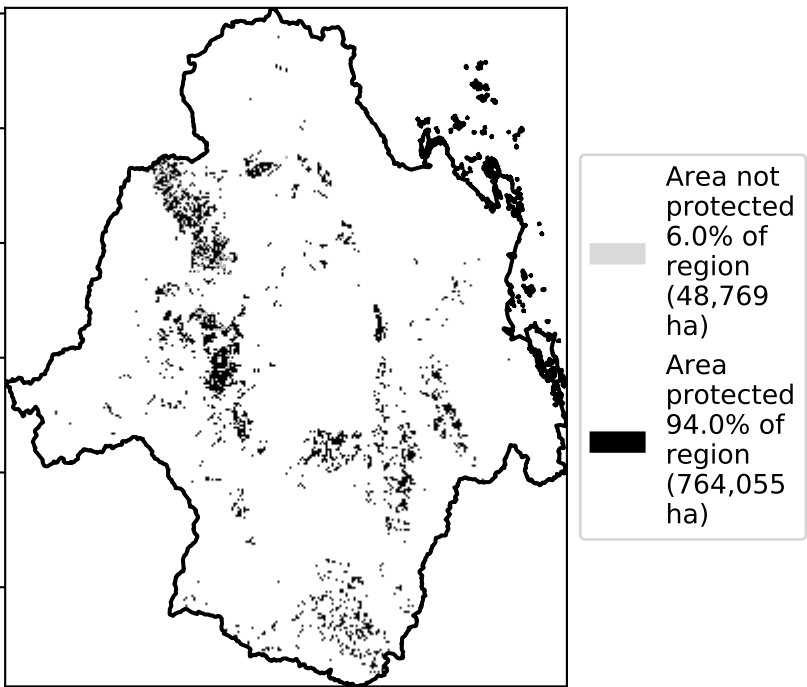 Area not
protected
6.0% of
region
(48,769
ha)
Area
protected
94.0% of
region
(764,055
ha)